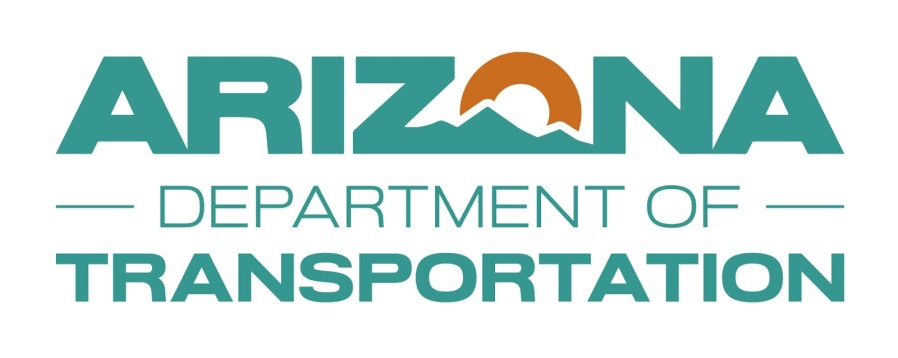 ARIZONA
DEPARTMENT OF
TRANSPORTATION